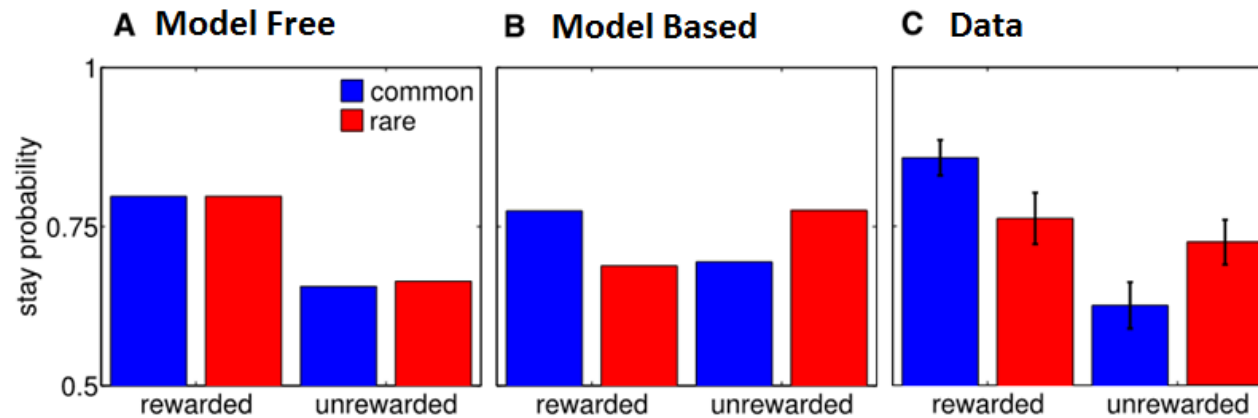 A Model Free
B Model Based
C Data
1
0.75
0.5
stay probability
common
rare
rewarded unrewarded
rewarded unrewarded
rewarded unrewarded